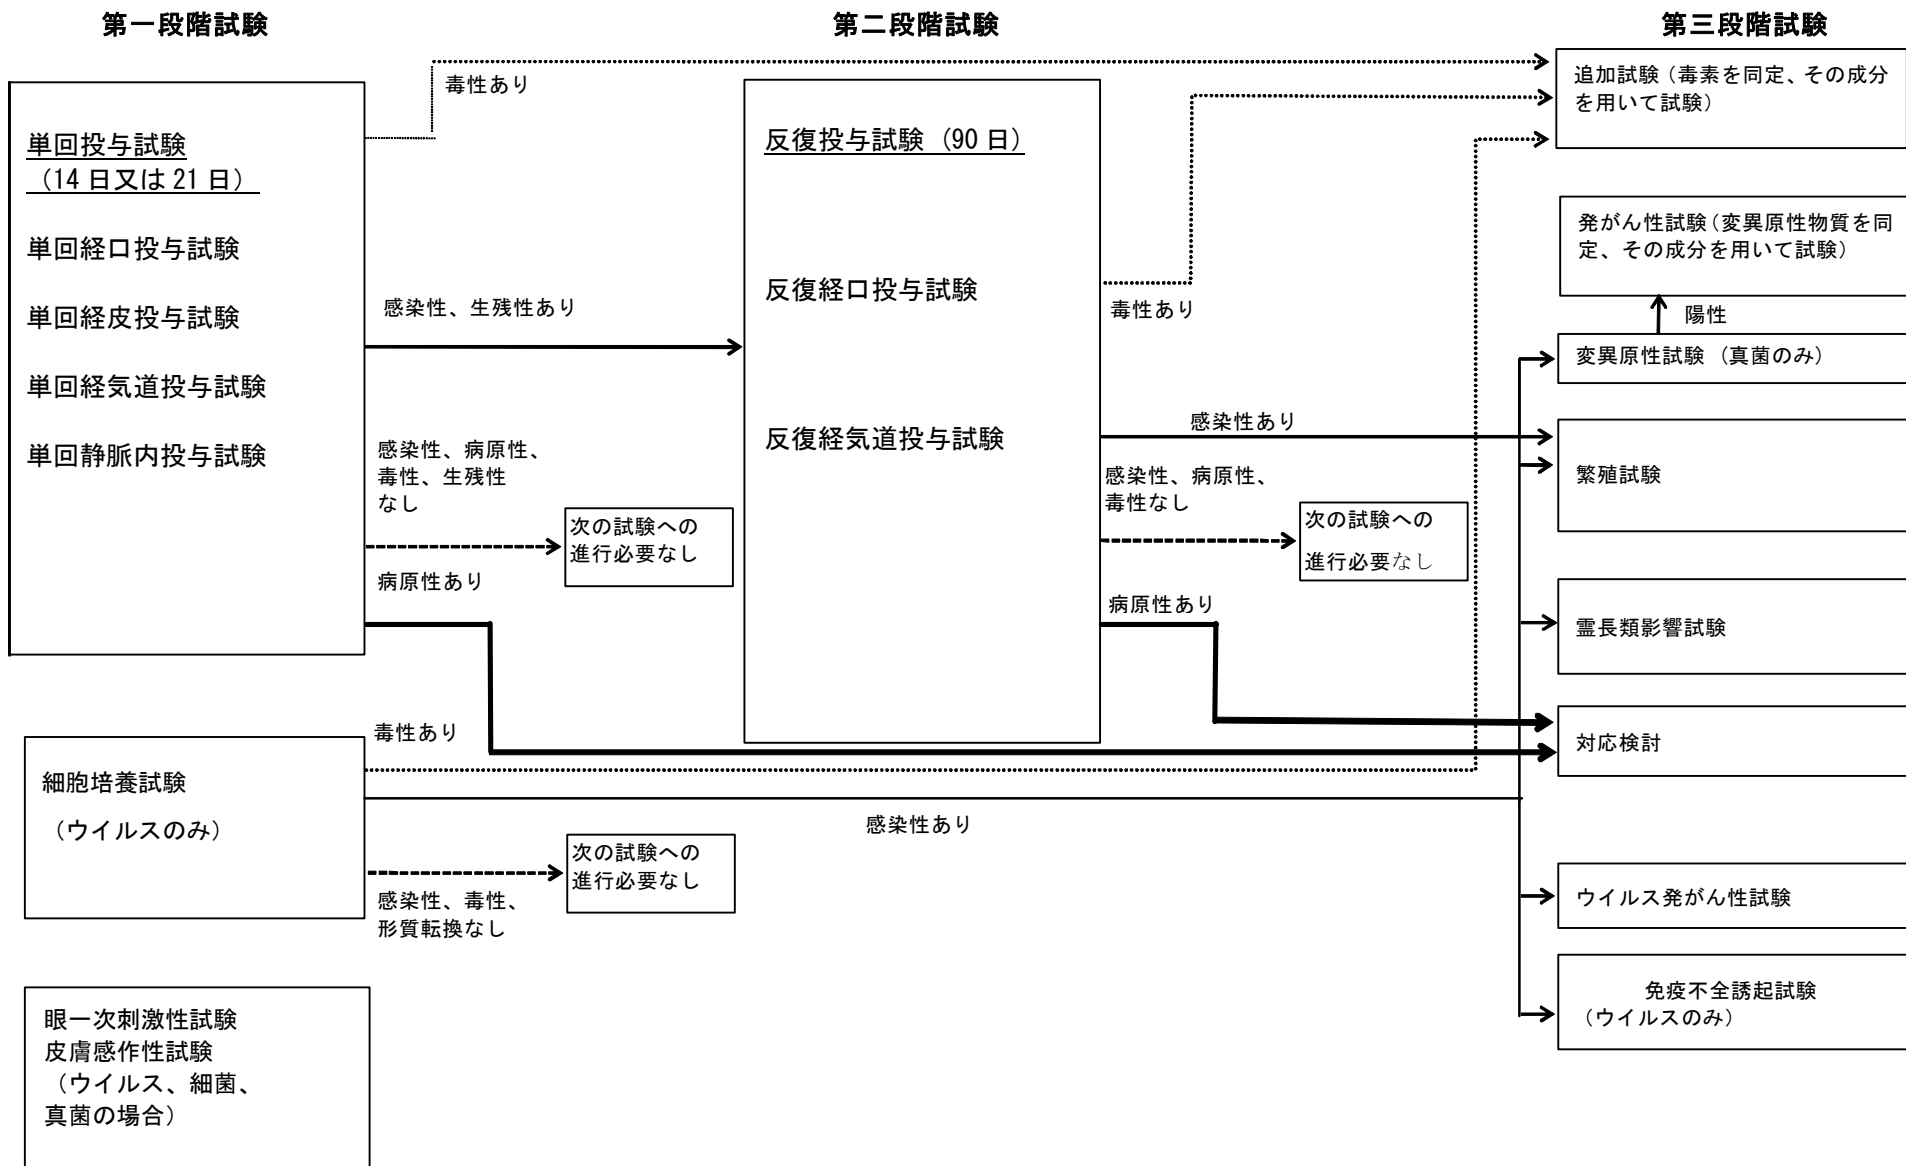 第一段階試験
第二段階試験
第三段階試験
単回投与試験
（14 日又は 21 日）
単回経口投与試験
単回経皮投与試験
単回経気道投与試験
単回静脈内投与試験
毒性あり
感染性、生残性あり
感染性、病原性、
毒性、生残性
なし
次の試験への
進行必要なし
病原性あり
反復投与試験（90 日）
反復経口投与試験
反復経気道投与試験
毒性あり
感染性あり
感染性、病原性、
毒性なし
次の試験への
進行必要なし
病原性あり
追加試験（毒素を同定、その成分
を用いて試験）
発がん性試験（変異原性物質を同
定、その成分を用いて試験）
陽性
変異原性試験（真菌のみ）
繁殖試験
霊長類影響試験
対応検討
ウイルス発がん性試験
免疫不全誘起試験
（ウイルスのみ）
細胞培養試験
（ウイルスのみ）
毒性あり
感染性あり
次の試験への
進行必要なし
感染性、毒性、
形質転換なし
眼一次刺激性試験
皮膚感作性試験
（ウイルス、細菌、
真菌の場合）